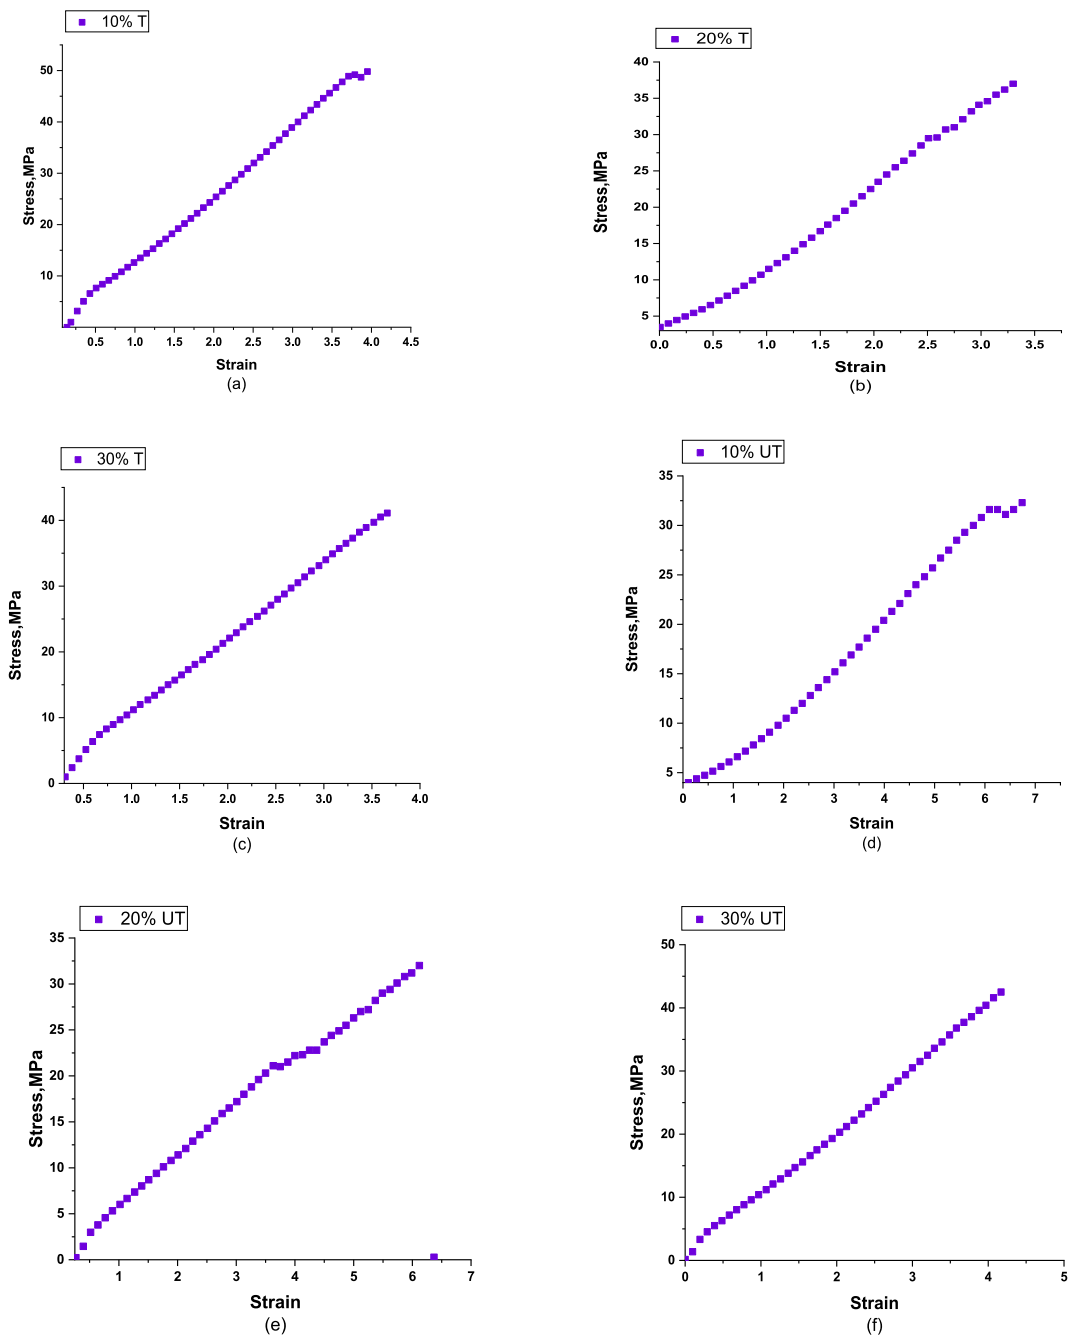 10% T
50
40
30
20
10
Stress,MPa
0.5 1.0 1.5 2.0 2.5 3.0 3.5 4.0 4.5
Strain
(a)
20% T
40
35
30
25
20
15
10
5
Stress,MPa
0.0 0.5 1.0 1.5 2.0 2.5 3.0 3.5
Strain
(b)
30% T
40
30
20
10
0
Stress,MPa
0.5 1.0 1.5 2.0 2.5 3.0 3.5 4.0
Strain
(c)
10% UT
35
30
25
20
15
10
5
Stress,MPa
0 1 2 3 4 5 6 7
Strain
(d)
20% UT
35
30
25
20
15
10
5
0
Stress,MPa
1 2 3 4 5 6 7
Strain
(e)
30% UT
50
40
30
20
10
0
Stress,MPa
0 1 2 3 4 5
Strain
(f)